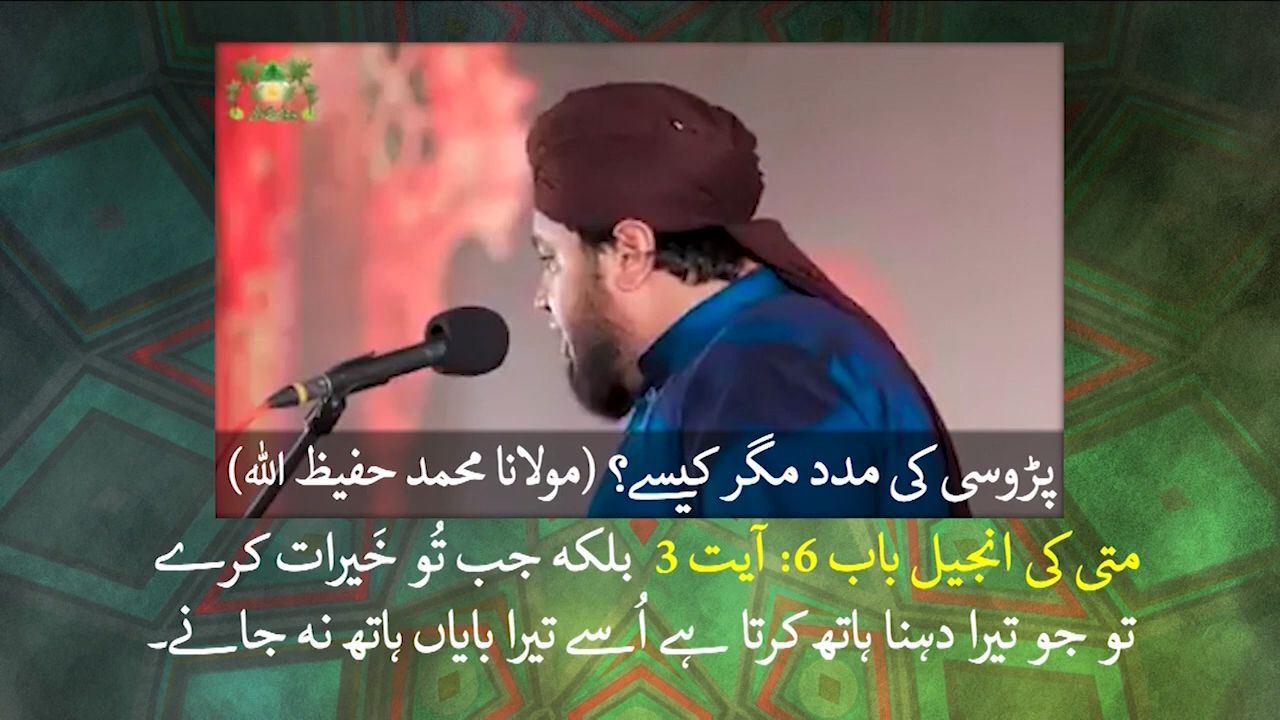 پڑوسی کی مدد مگر کیسے؟ (مولانا محمد حفیظ اللہ)
متی کی انجیل باب 6: آیت 3 بلکہ جب تُو خَیرات کرے
تو جو تیرا دہنا ہاتھ کرتا ہے اُسے تیرا بایاں ہاتھ نہ جانے۔